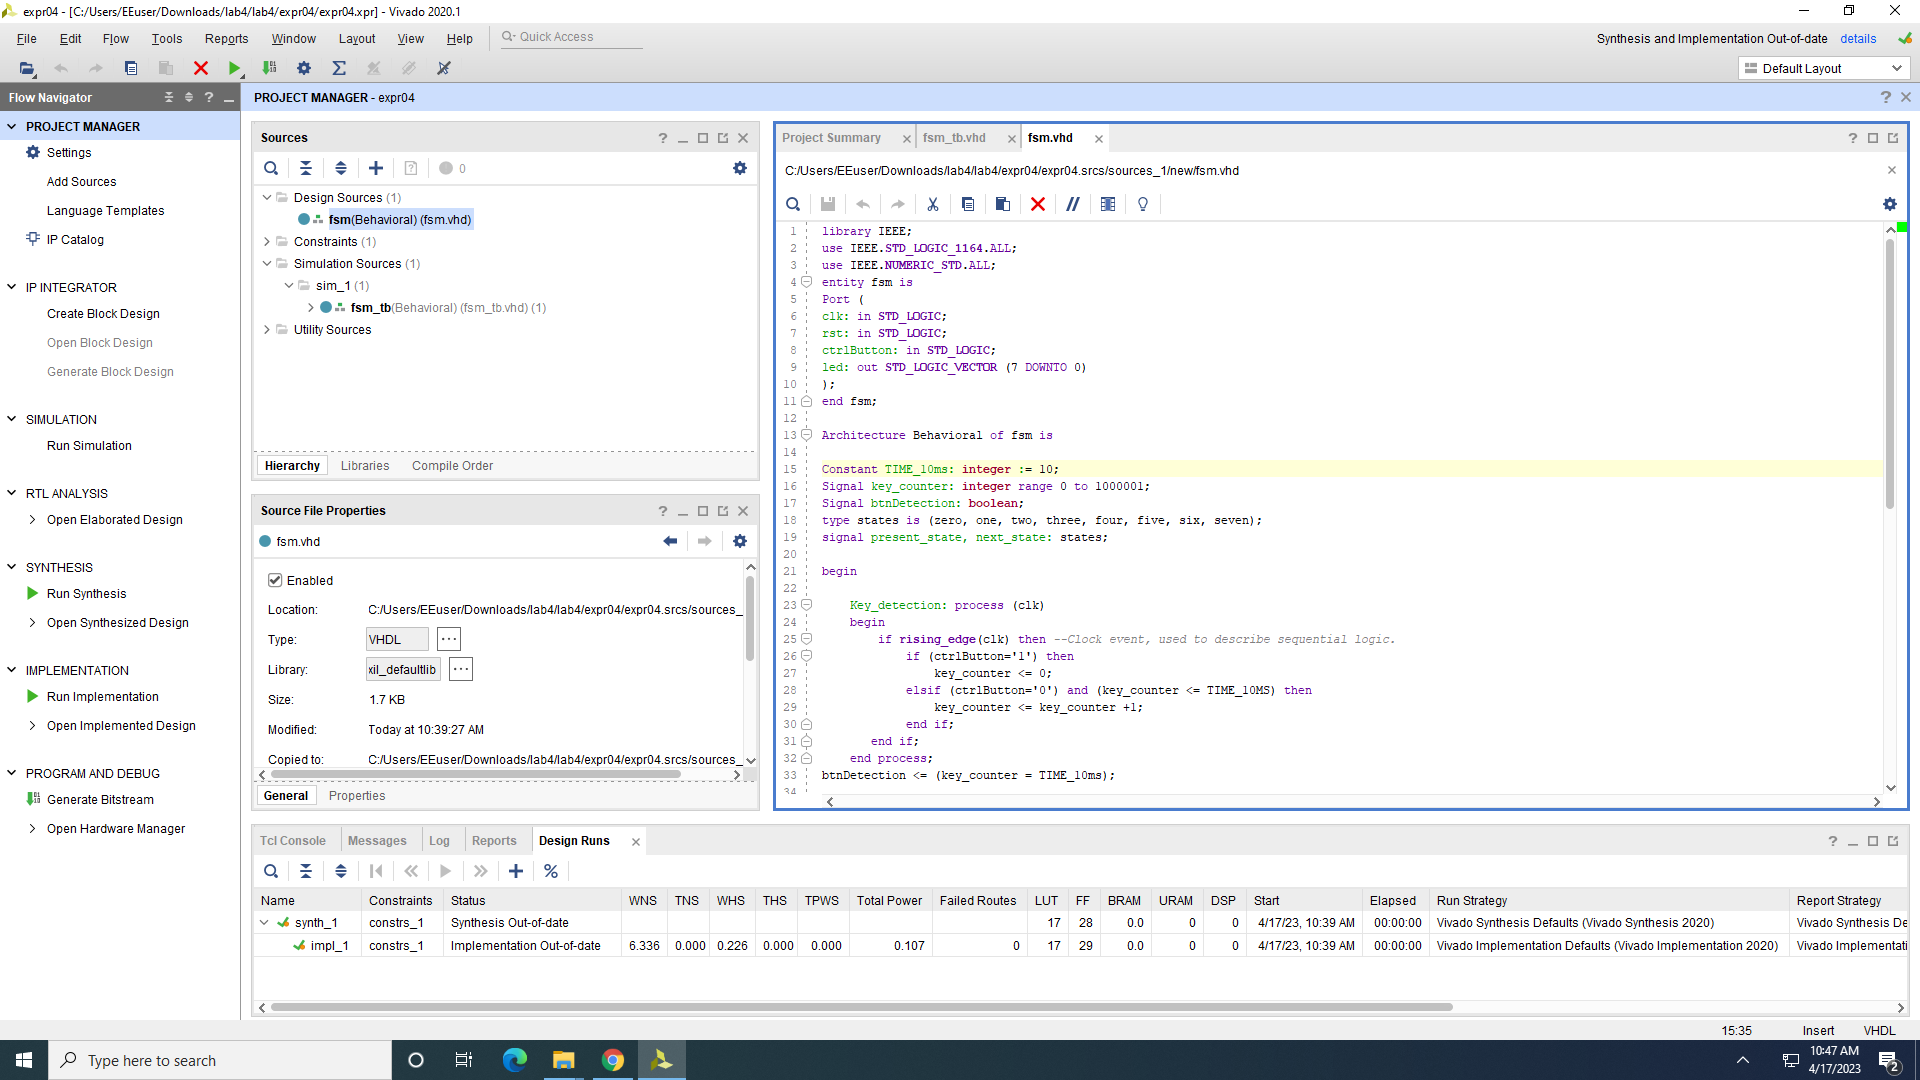 expr04 - [C:/Users/EEuser/Downloads/lab4/lab4/expr04/expr04.xpr] - Vivado 2020.1
File Edit Flow Tools Reports Window Layout View Help Quick Access
Synthesis and Implementation Out-of-date details
Default Layout
Flow Navigator
PROJECT MANAGER
Settings
Add Sources
Language Templates
IP Catalog
IP INTEGRATOR
Create Block Design
Open Block Design
Generate Block Design
SIMULATION
Run Simulation
RTL ANALYSIS
Open Elaborated Design
SYNTHESIS
Run Synthesis
Open Synthesized Design
IMPLEMENTATION
Run Implementation
Open Implemented Design
PROGRAM AND DEBUG
Generate Bitstream
Open Hardware Manager
PROJECT MANAGER - expr04
Sources
0
Design Sources (1)
fsm(Behavioral) (fsm.vhd)
Constraints (1)
Simulation Sources (1)
sim_1 (1)
fsm_tb(Behavioral) (fsm_tb.vhd) (1)
Utility Sources
Hierarchy Libraries Compile Order
Source File Properties
fsm.vhd
Enabled
Location: C:/Users/EEuser/Downloads/lab4/lab4/expr04/expr04.srcs/sources_
Type: VHDL ...
Library: xil_defaultlib ...
Size: 1.7 KB
Modified: Today at 10:39:27 AM
Copied to: C:/Users/EEuser/Downloads/lab4/lab4/expr04/expr04.srcs/sources_
General Properties
Project Summary fsm_tb.vhd fsm.vhd
C:/Users/EEuser/Downloads/lab4/lab4/expr04/expr04.srcs/sources_1/new/fsm.vhd
1 library IEEE;
2 use IEEE.STD_LOGIC_1164.ALL;
3 use IEEE.NUMERIC_STD.ALL;
4 entity fsm is
5 Port (
6 clk: in STD_LOGIC;
7 rst: in STD_LOGIC;
8 ctrlButton: in STD_LOGIC;
9 led: out STD_LOGIC_VECTOR (7 DOWNTO 0)
10 );
11 end fsm;
12
13 Architecture Behavioral of fsm is
14
15 Constant TIME_10ms: integer := 10;
16 Signal key_counter: integer range 0 to 1000001;
17 Signal btnDetection: boolean;
18 type states is (zero, one, two, three, four, five, six, seven);
19 signal present_state, next_state: states;
20
21 begin
22
23 Key_detection: process (clk)
24 begin
25 if rising_edge(clk) then --Clock event, used to describe sequential logic.
26 if (ctrlButton='1') then
27 key_counter <= 0;
28 elsif (ctrlButton='0') and (key_counter <= TIME_10MS) then
29 key_counter <= key_counter +1;
30 end if;
31 end if;
32 end process;
33 btnDetection <= (key_counter = TIME_10ms);
34
Tcl Console Messages Log Reports Design Runs
Name Constraints Status WNS TNS WHS THS TPWS Total Power Failed Routes LUT FF BRAM URAM DSP Start Elapsed Run Strategy Report Strategy
synth_1 constrs_1 Synthesis Out-of-date 17 28 0.0 0 0 4/17/23, 10:39 AM 00:00:00 Vivado Synthesis Defaults (Vivado Synthesis 2020) Vivado Synthesis De
impl_1 constrs_1 Implementation Out-of-date 6.336 0.000 0.226 0.000 0.000 0.107 0 17 29 0.0 0 0 4/17/23, 10:39 AM 00:00:00 Vivado Implementation Defaults (Vivado Implementation 2020) Vivado Implementati
15:35 Insert VHDL
Type here to search
10:47 AM
4/17/2023
2